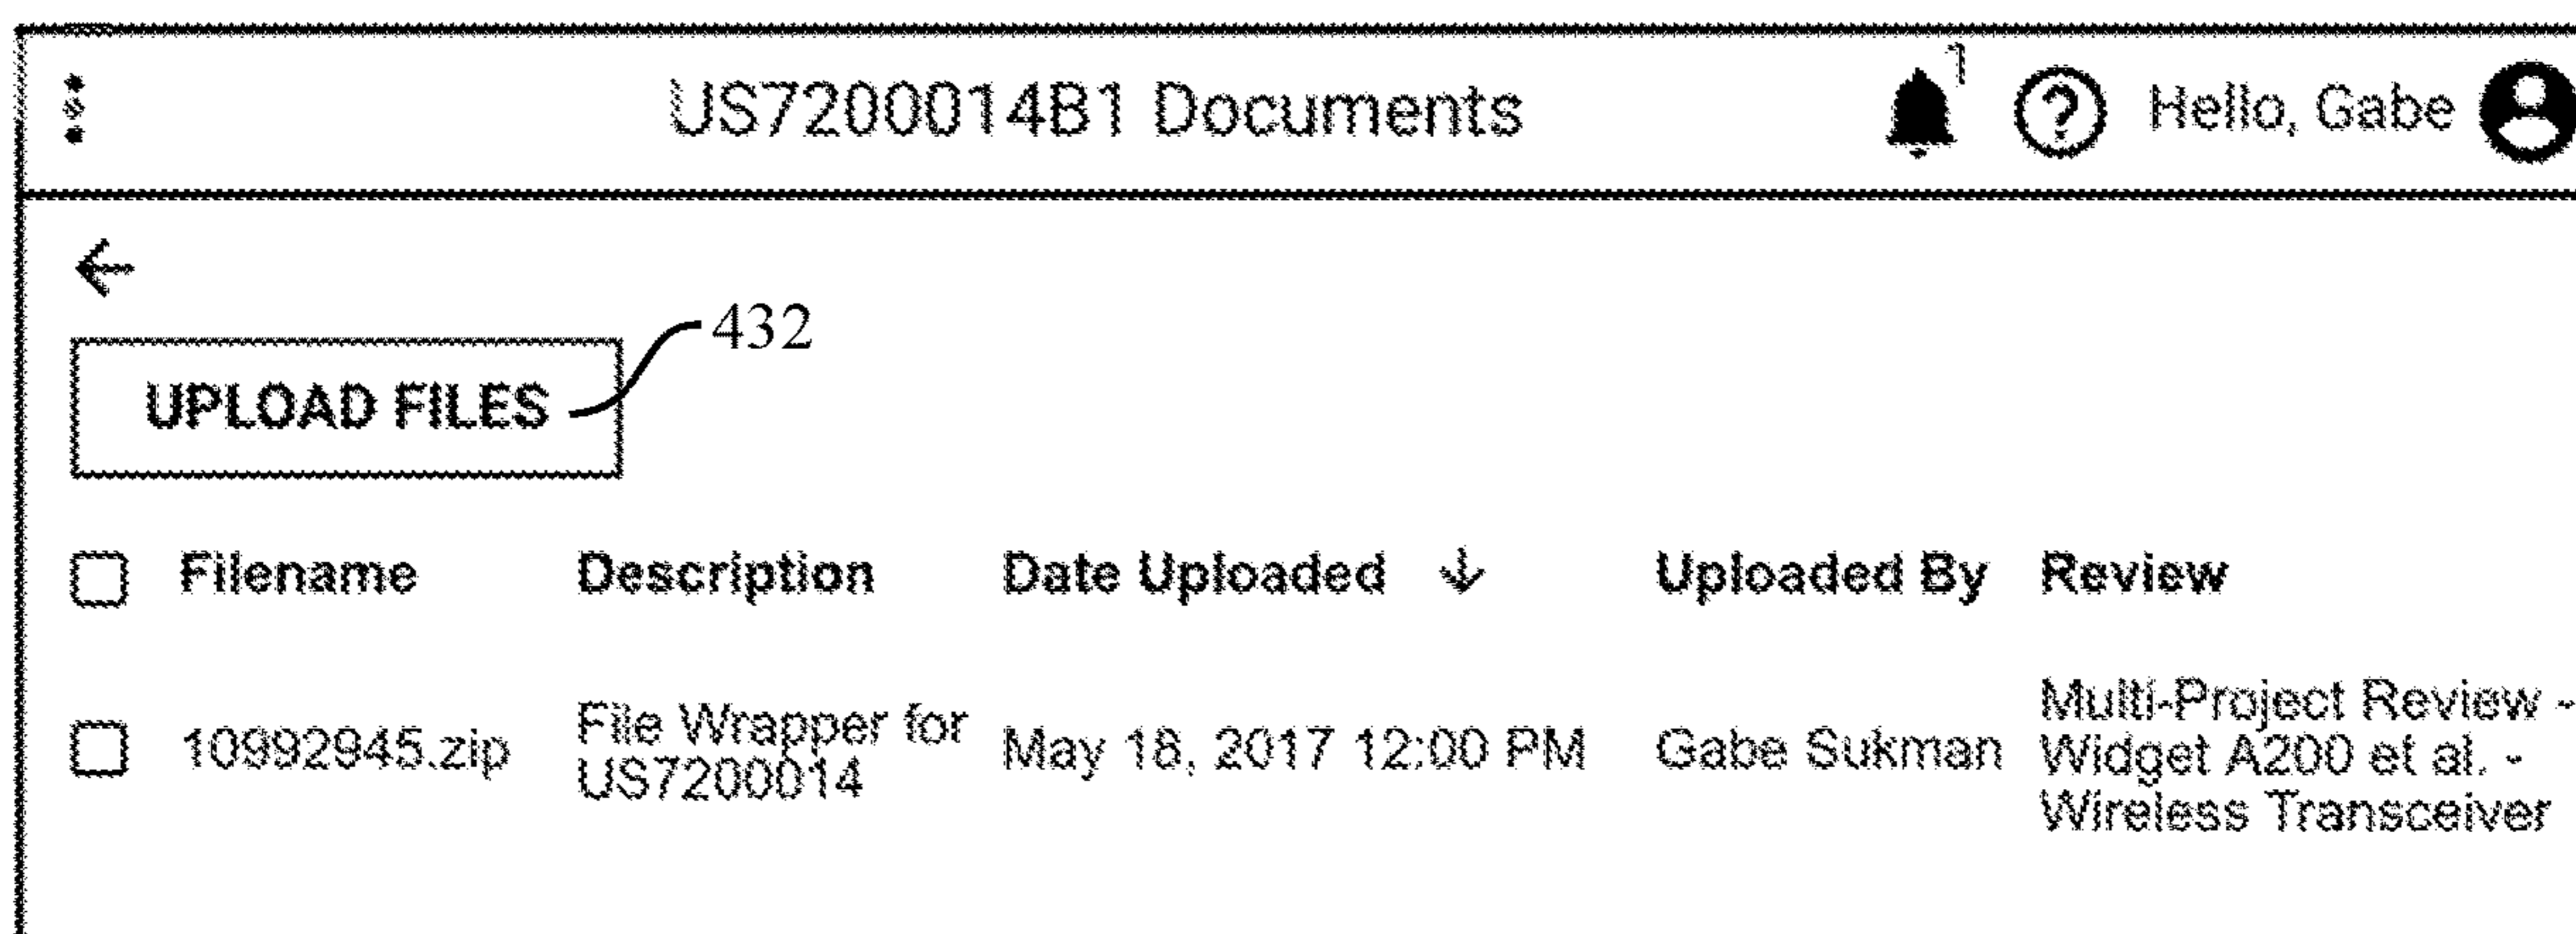 US7200014B1 Documents 1 ? Hello, Gabe
432
UPLOAD FILES
Filename Description Date Uploaded Uploaded By Review
10992945.zip File Wrapper for US7200014 May 18, 2017 12:00 PM Gabe Sukman Multi-Project Review - Widget A200 et al. - Wireless Transceiver